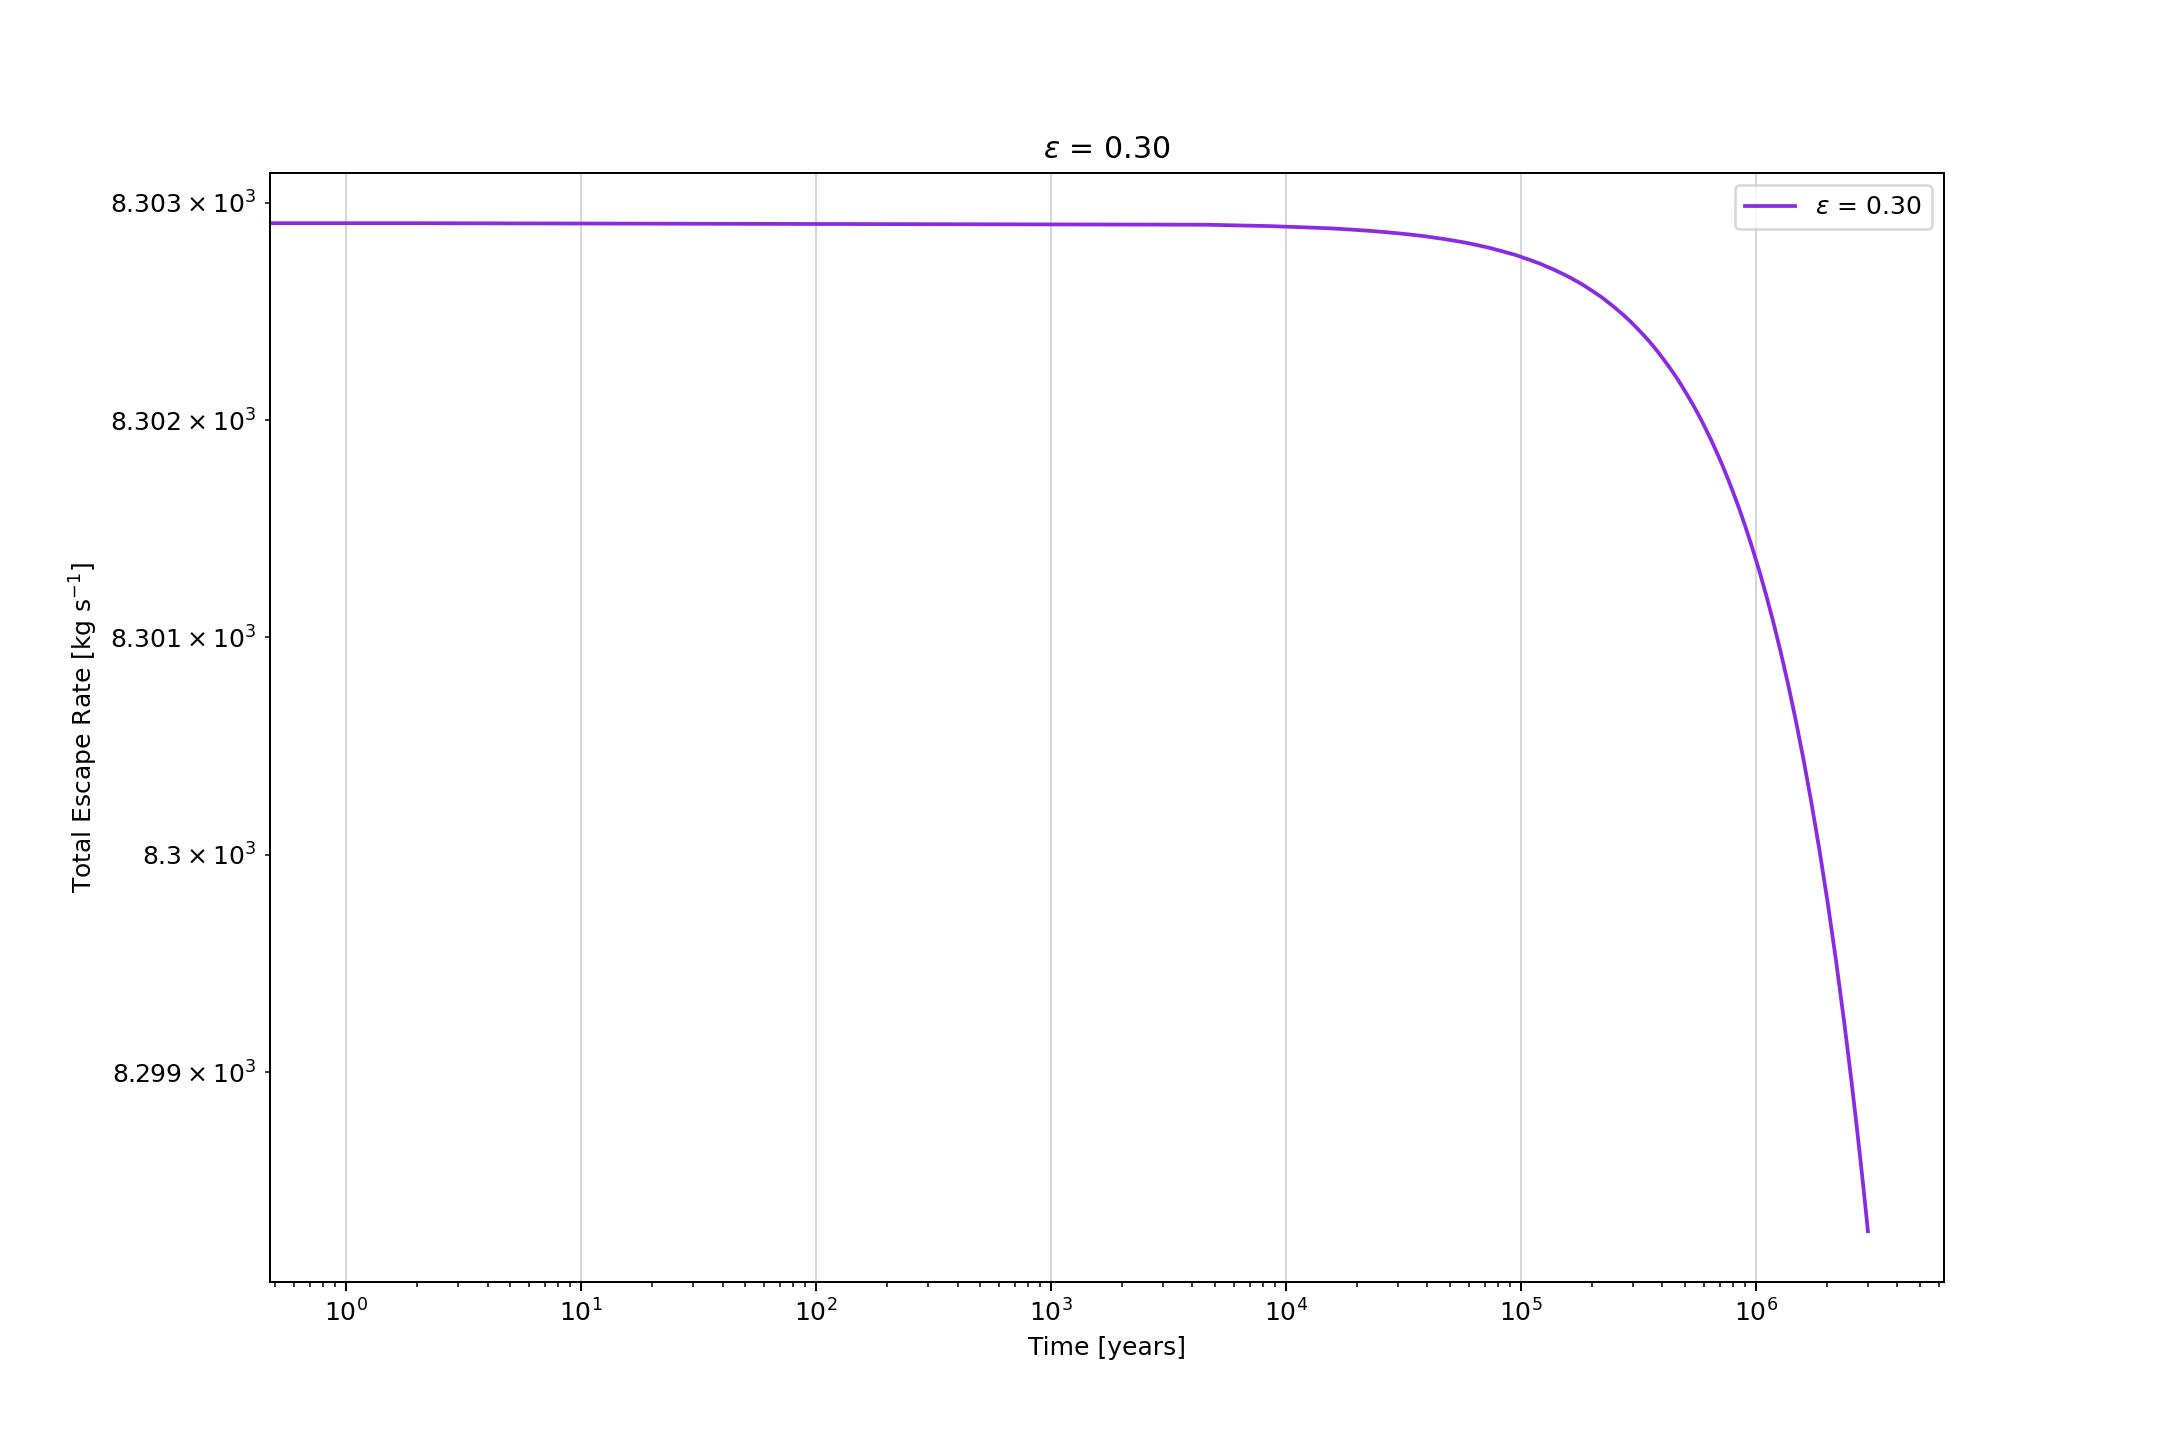 ε = 0.30
ε = 0.30
8.303 × 10³
8.302 × 10³
8.301 × 10³
8.3 × 10³
8.299 × 10³
Total Escape Rate [kg s⁻¹]
10⁰ 10¹ 10² 10³ 10⁴ 10⁵ 10⁶
Time [years]